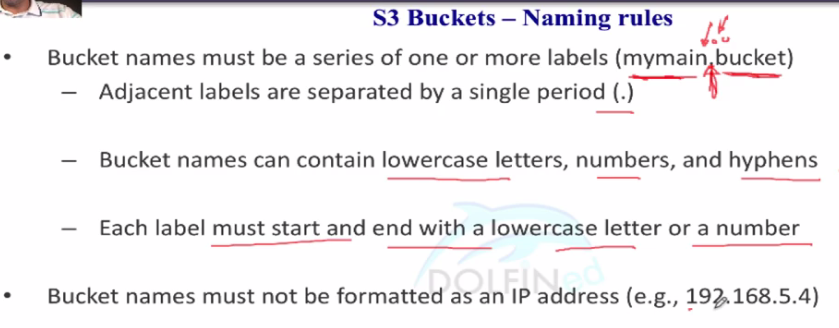 S3 Buckets – Naming rules
• Bucket names must be a series of one or more labels (mymain.bucket)
– Adjacent labels are separated by a single period (.)
– Bucket names can contain lowercase letters, numbers, and hyphens
– Each label must start and end with a lowercase letter or a number
DOLFINed
• Bucket names must not be formatted as an IP address (e.g., 192.168.5.4)